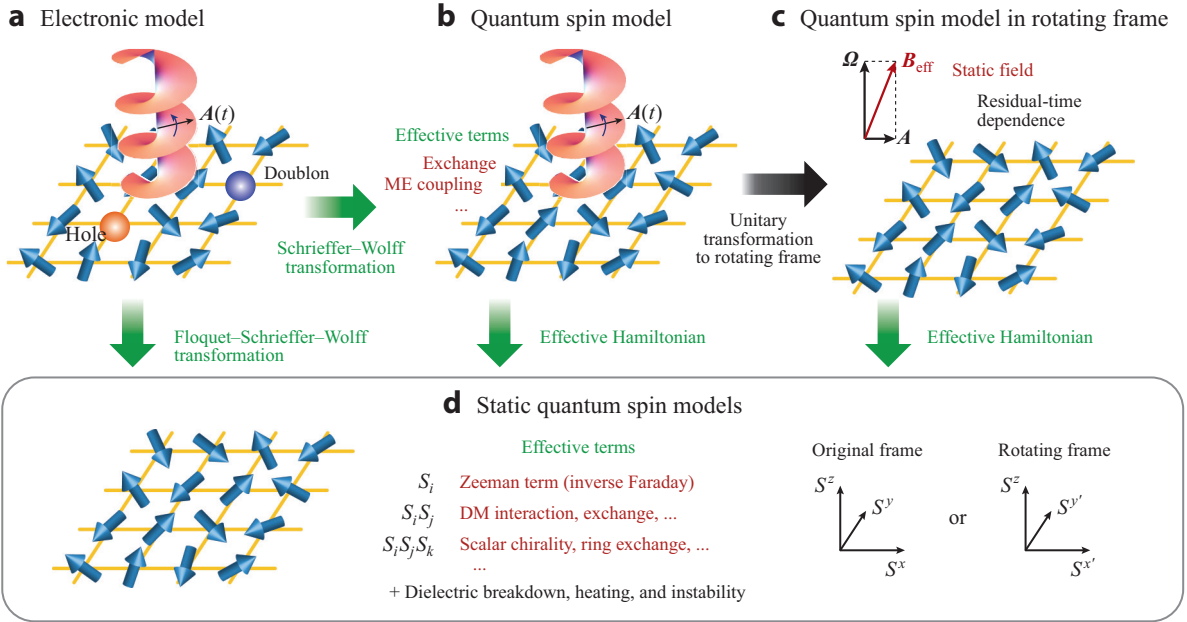 a Electronic model
A(t)
Doublon
Hole
Schrieffer–Wolff
transformation
Floquet–Schrieffer–Wolff
transformation
b Quantum spin model
A(t)
Effective terms
Exchange
ME coupling
...
Unitary
transformation
to rotating frame
Effective Hamiltonian
c Quantum spin model in rotating frame
Ω
B_eff
Static field
A
Residual-time
dependence
Effective Hamiltonian
d Static quantum spin models
Effective terms
S_i Zeeman term (inverse Faraday)
S_iS_j DM interaction, exchange, ...
S_iS_jS_k Scalar chirality, ring exchange, ...
...
+ Dielectric breakdown, heating, and instability
Original frame
S^z
S^y
S^x
or
Rotating frame
S^z
S^y′
S^x′